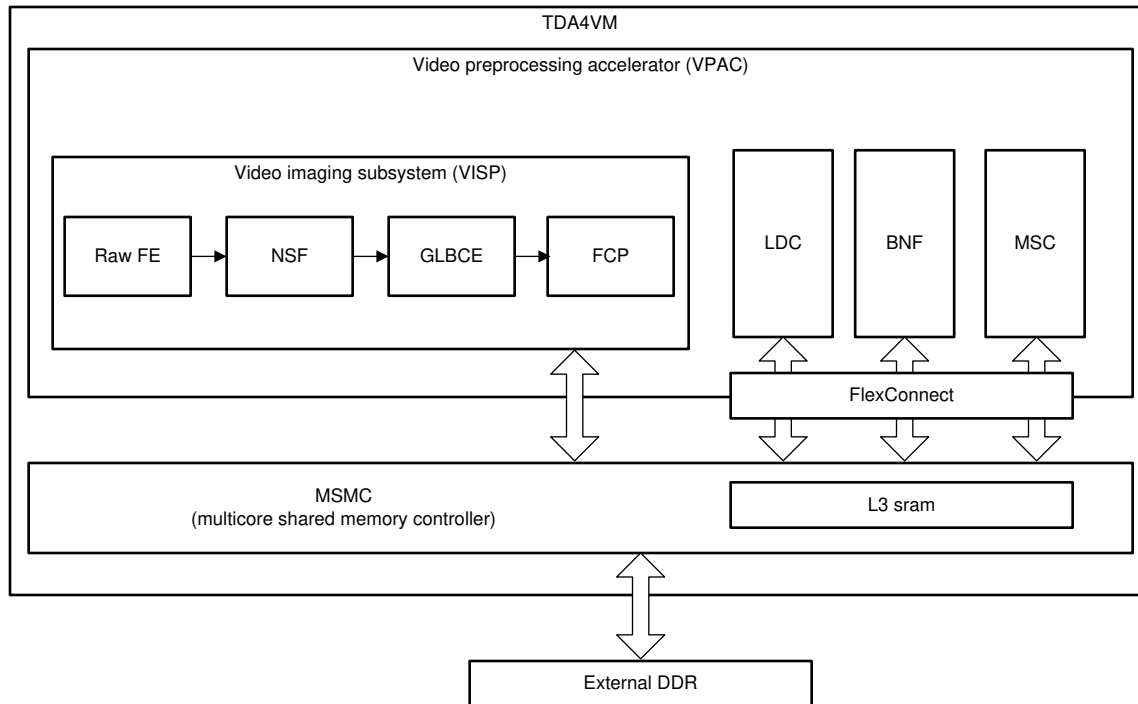 TDA4VM
Video preprocessing accelerator (VPAC)
Video imaging subsystem (VISP)
Raw FE
NSF
GLBCE
FCP
LDC
BNF
MSC
FlexConnect
MSMC
(multicore shared memory controller)
L3 sram
External DDR